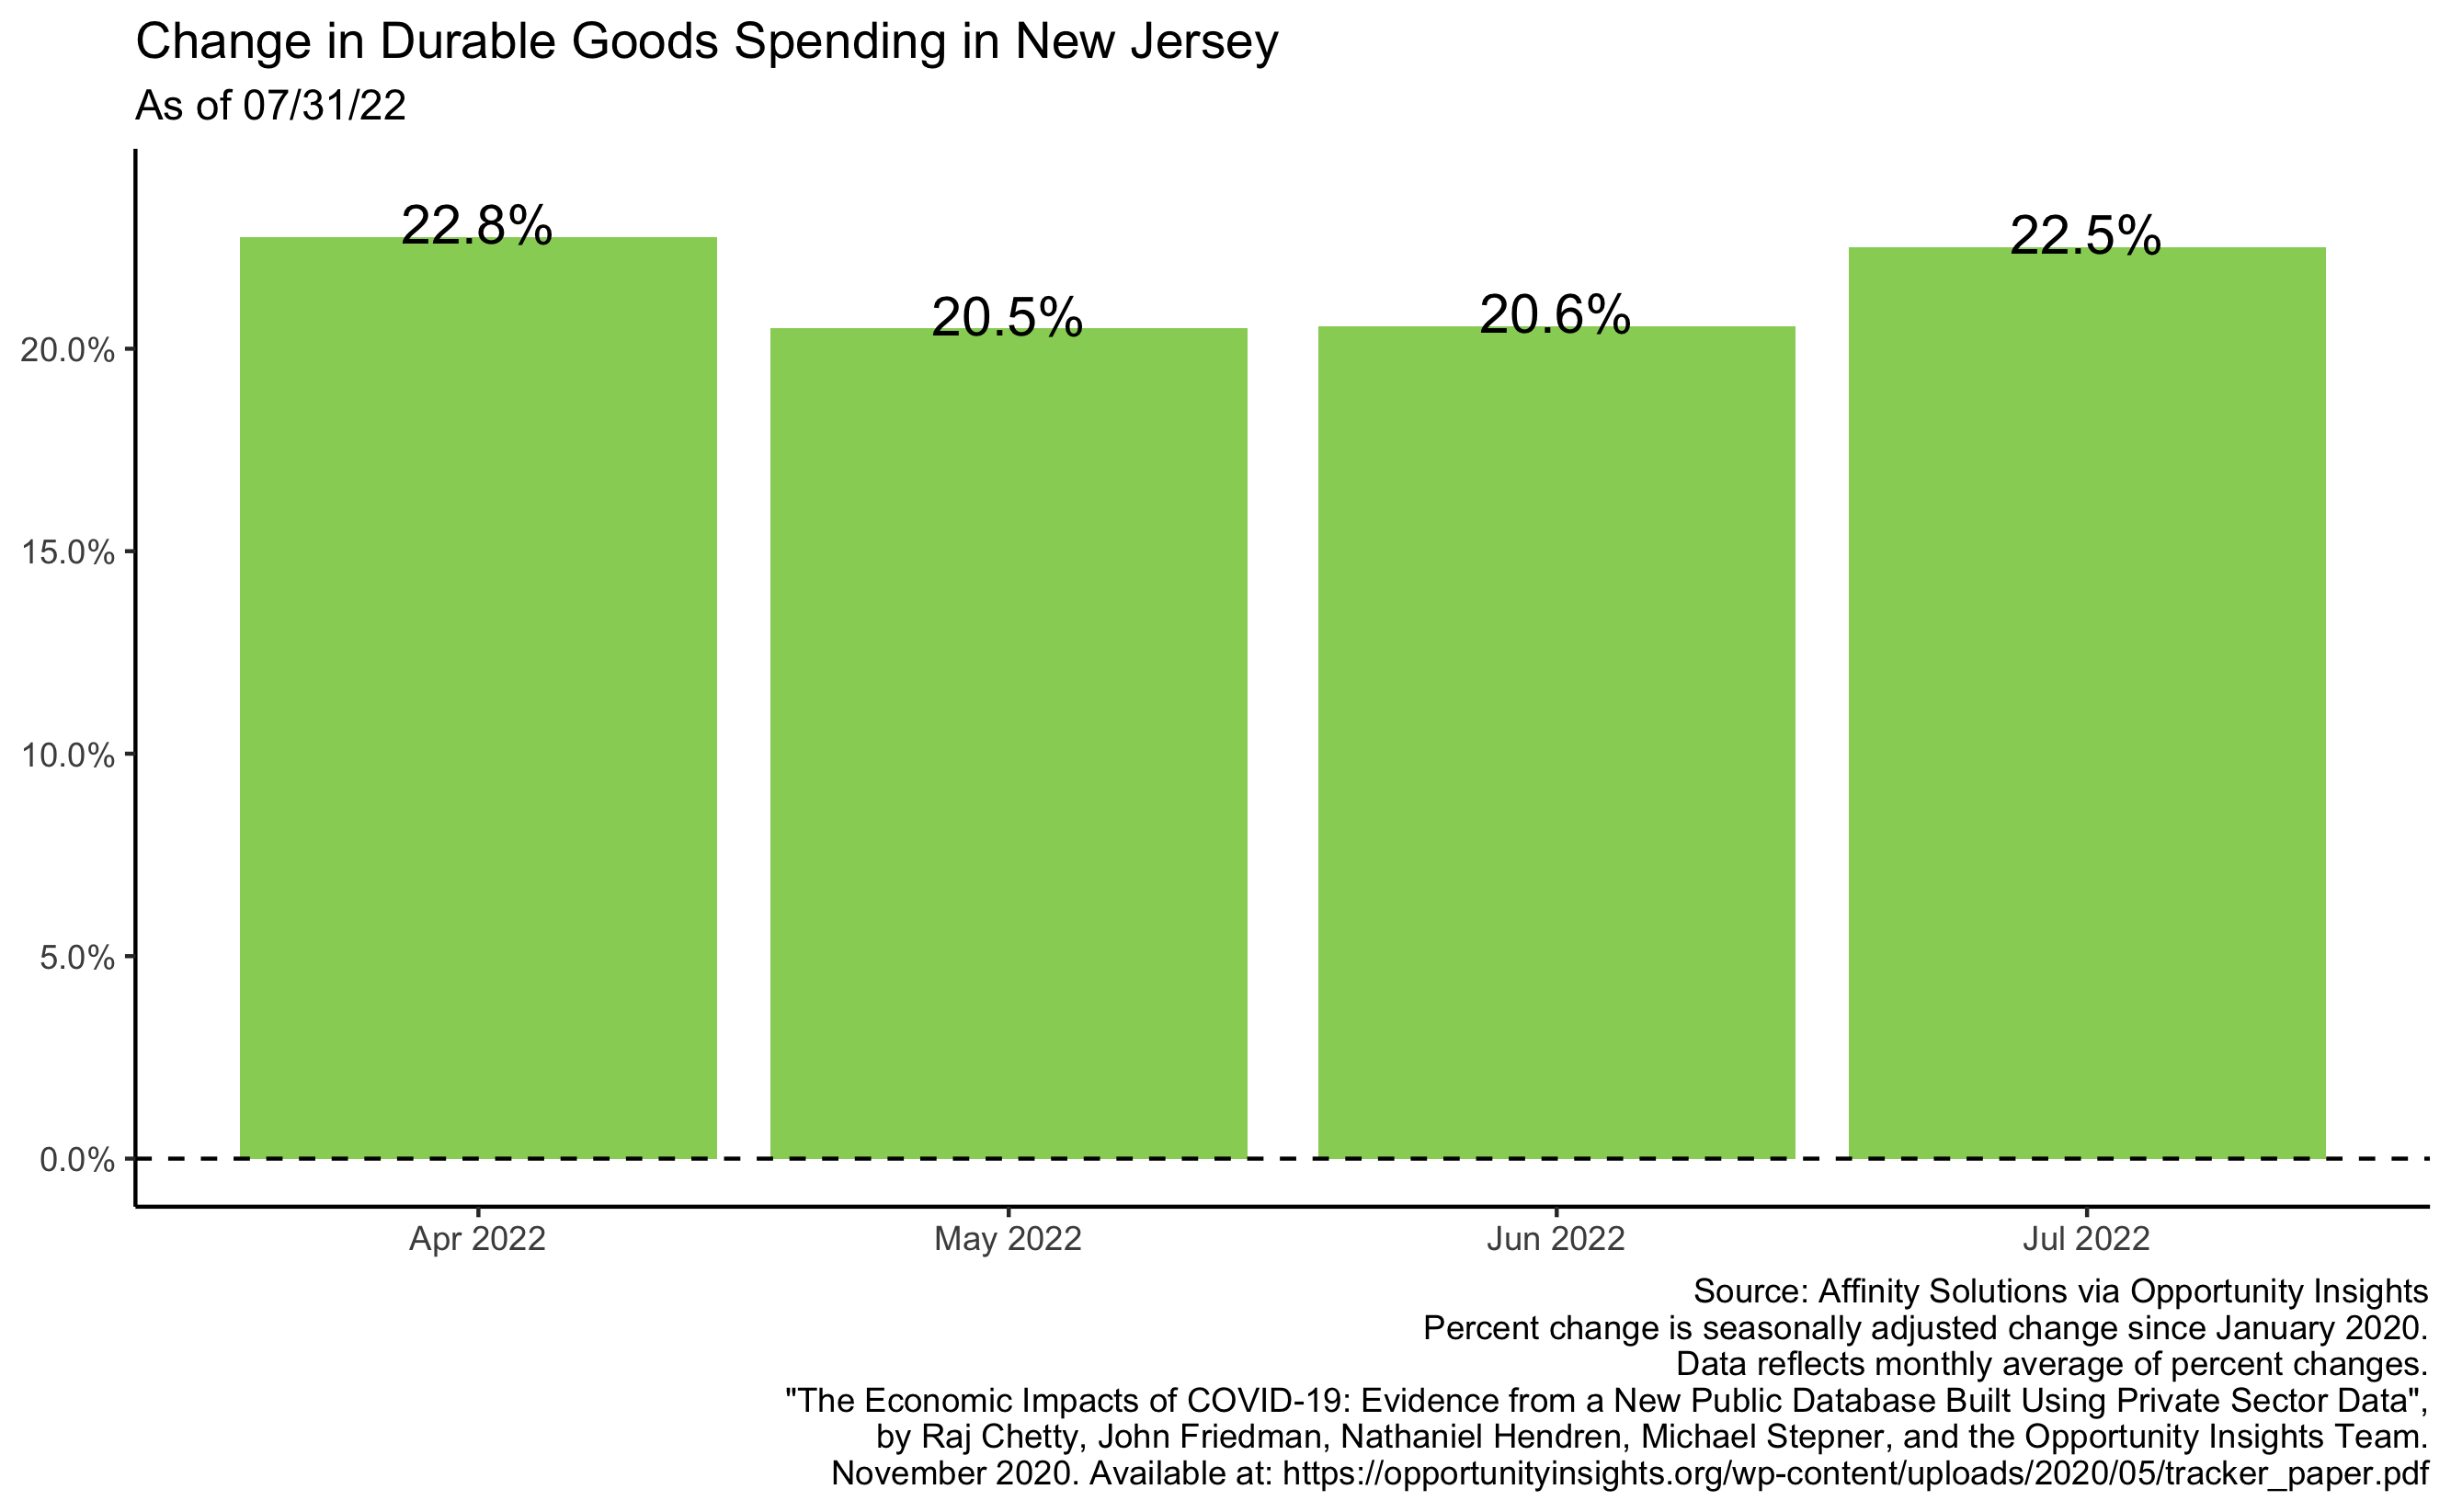 Change in Durable Goods Spending in New Jersey
As of 07/31/22
22.8%
20.5%
20.6%
22.5%
20.0%
15.0%
10.0%
5.0%
0.0%
Apr 2022
May 2022
Jun 2022
Jul 2022
Source: Affinity Solutions via Opportunity Insights
Percent change is seasonally adjusted change since January 2020.
Data reflects monthly average of percent changes.
"The Economic Impacts of COVID-19: Evidence from a New Public Database Built Using Private Sector Data",
by Raj Chetty, John Friedman, Nathaniel Hendren, Michael Stepner, and the Opportunity Insights Team.
November 2020. Available at: https://opportunityinsights.org/wp-content/uploads/2020/05/tracker_paper.pdf